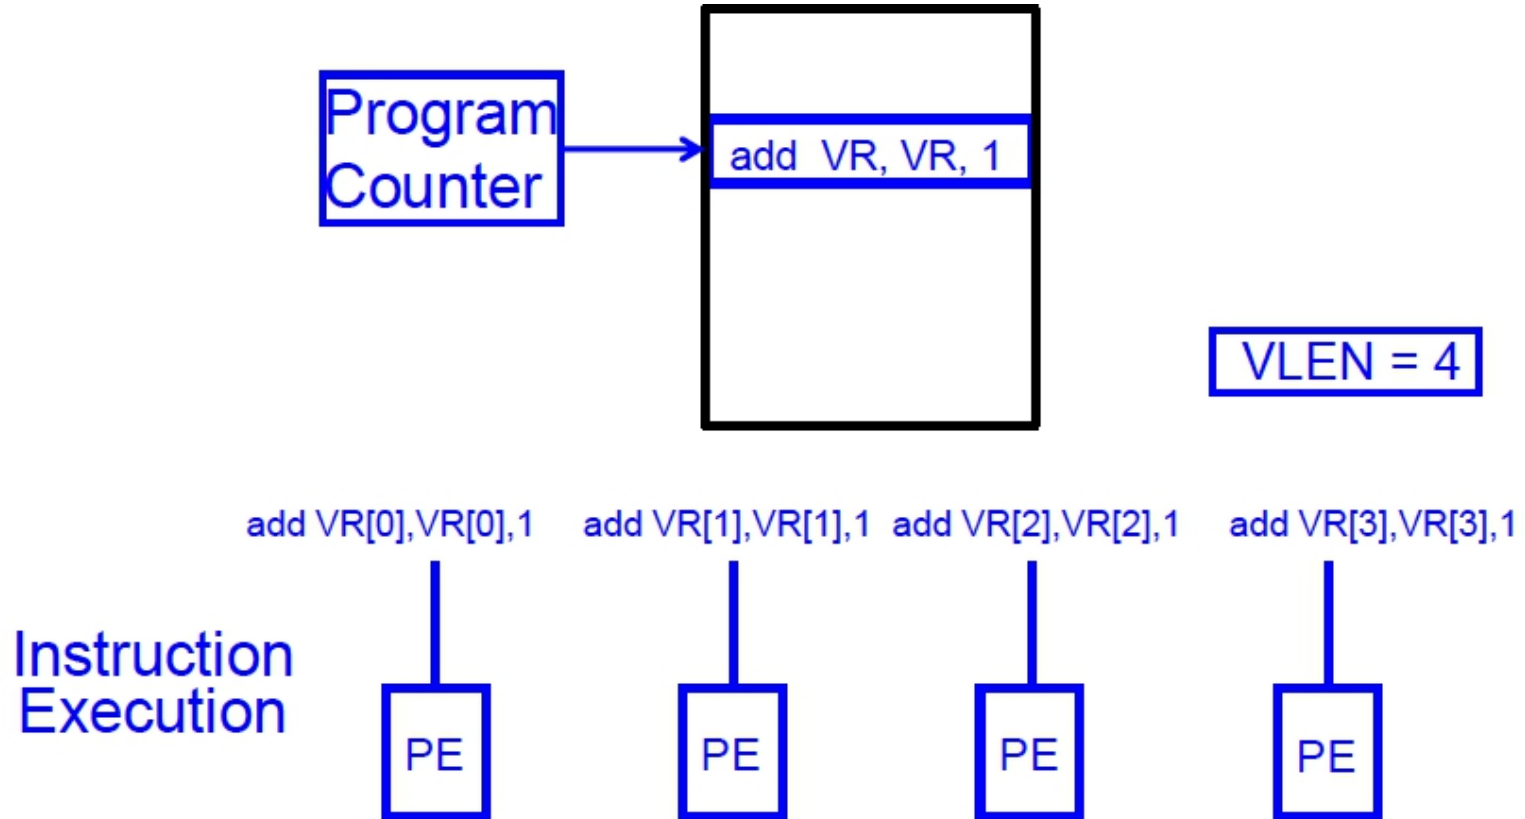 Program
Counter
add VR, VR, 1
VLEN = 4
add VR[0],VR[0],1
add VR[1],VR[1],1
add VR[2],VR[2],1
add VR[3],VR[3],1
Instruction
Execution
PE
PE
PE
PE